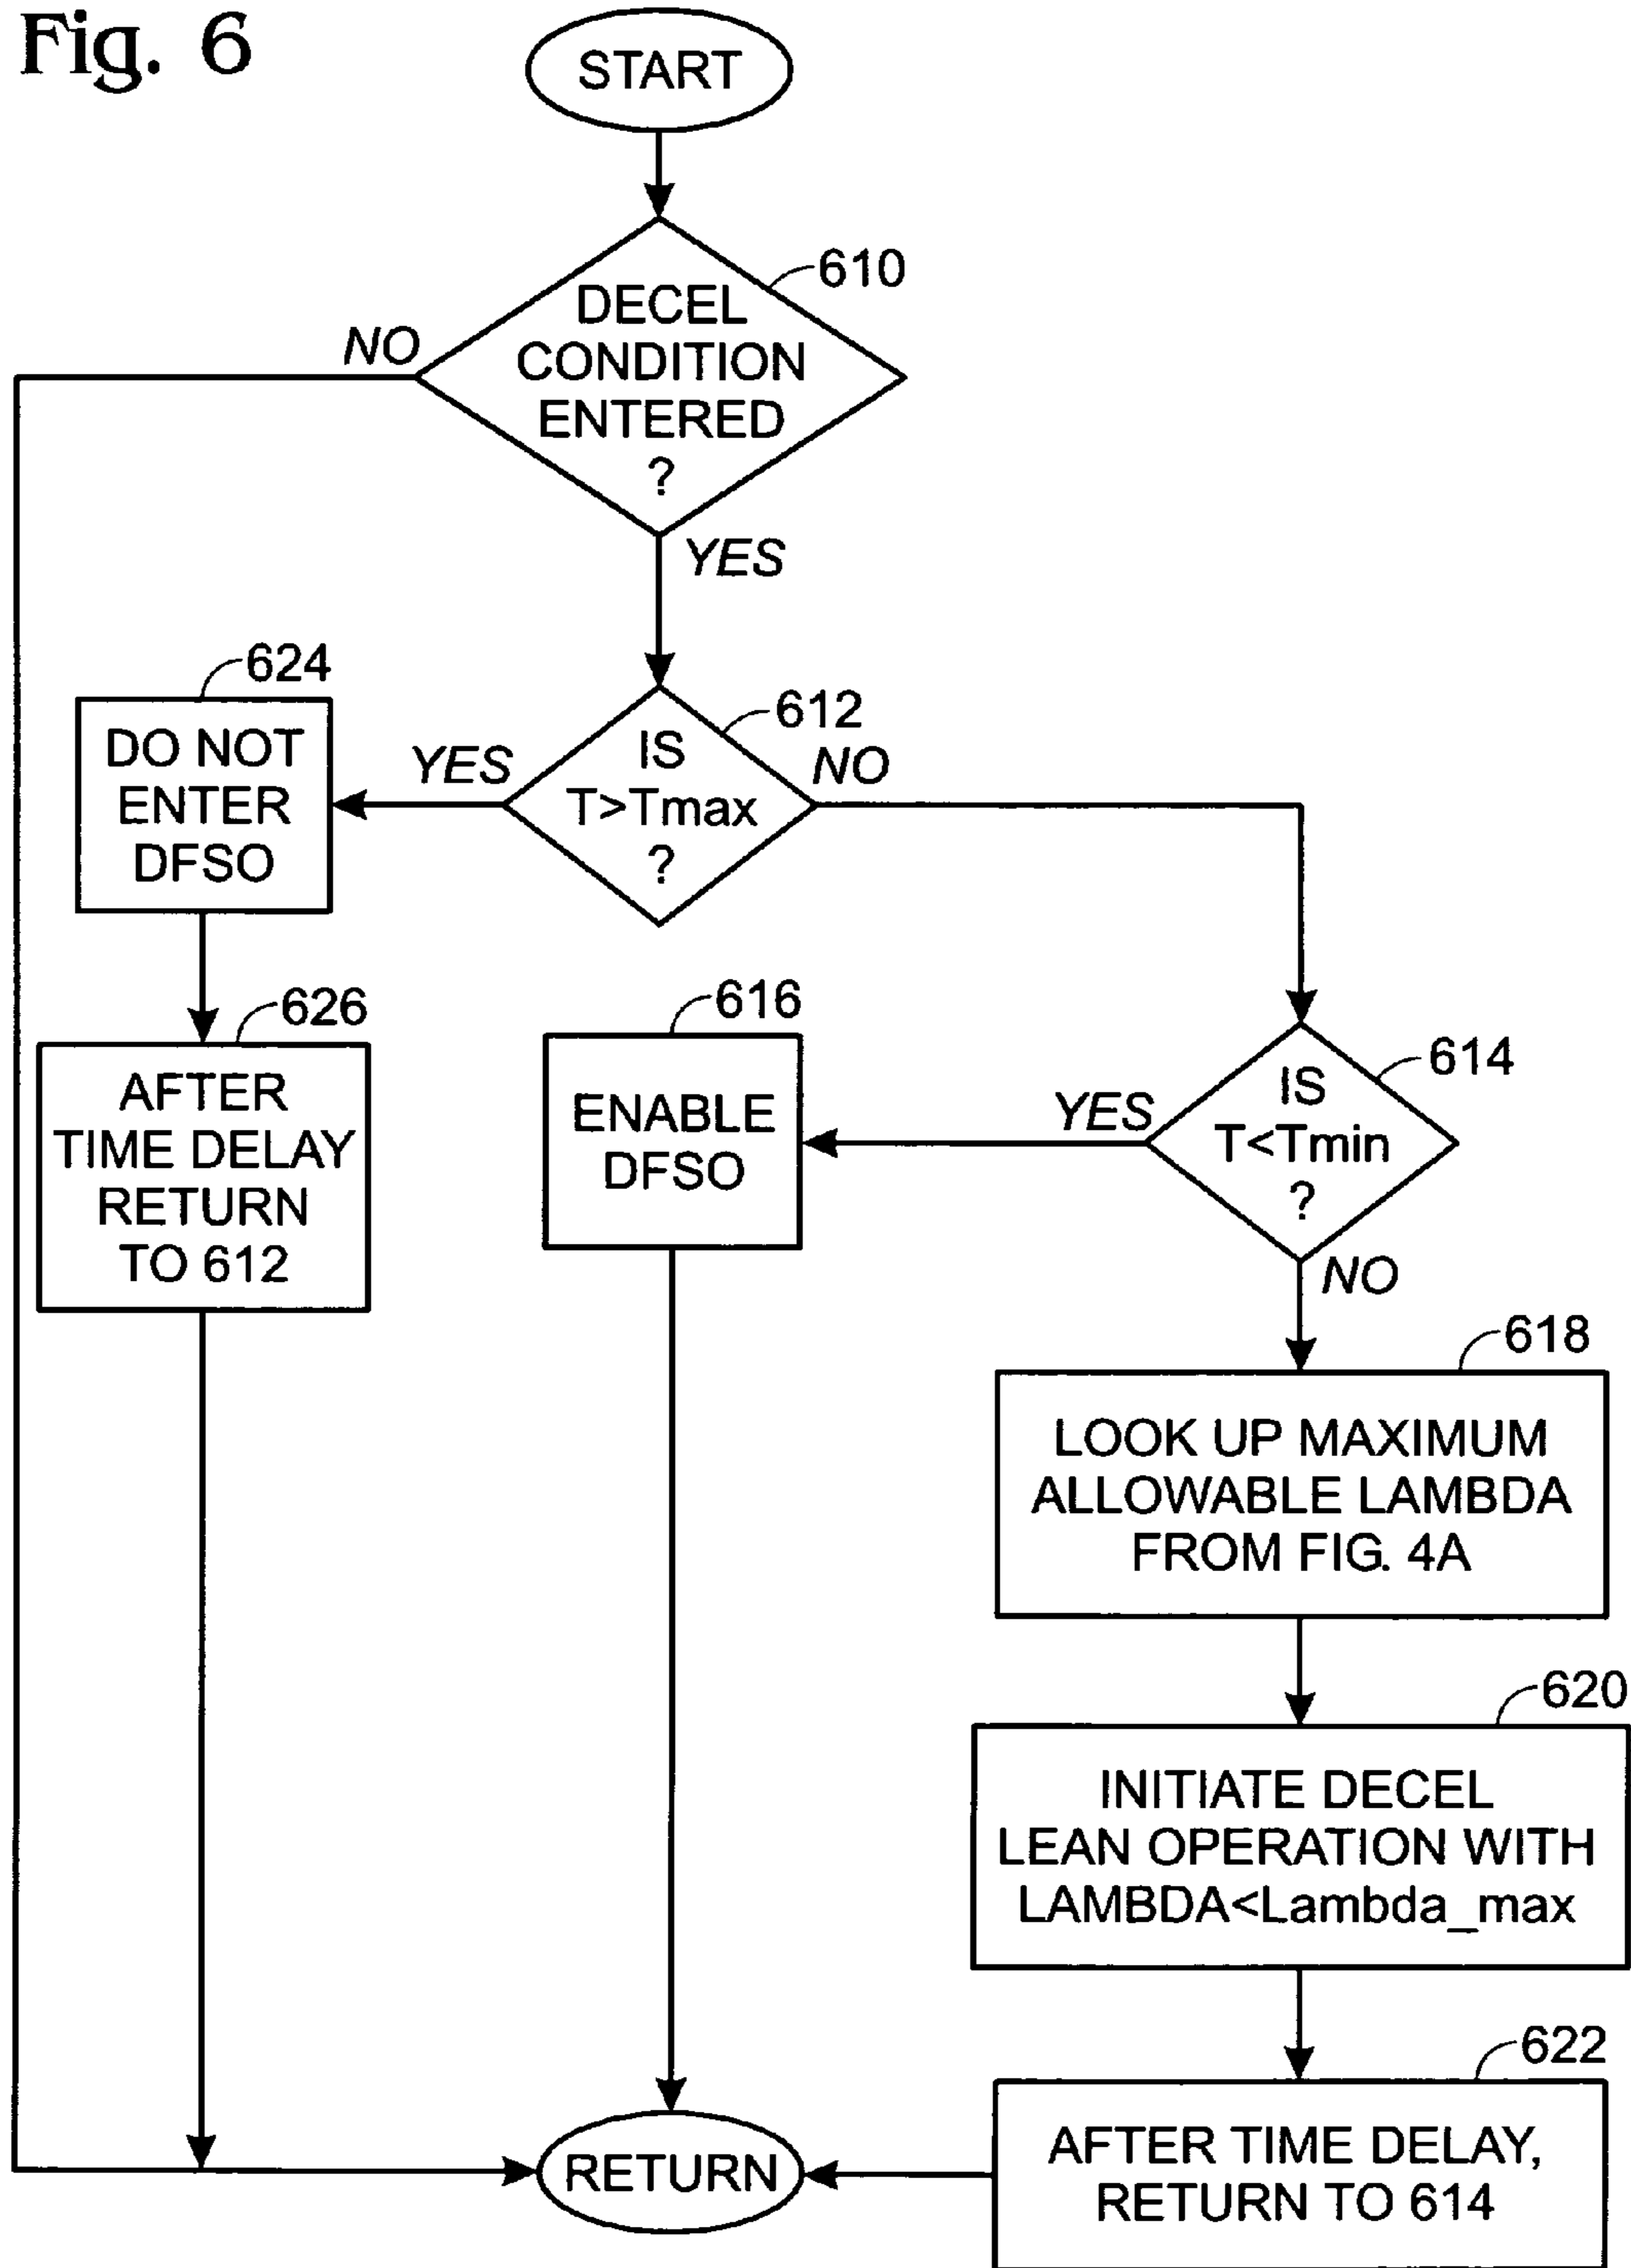 Fig. 6
START
610
DECEL
CONDITION
ENTERED
?
NO
YES
624
DO NOT
ENTER
DFSO
YES
612
IS
T>Tmax
?
NO
626
AFTER
TIME DELAY
RETURN
TO 612
616
ENABLE
DFSO
YES
614
IS
T<Tmin
?
NO
618
LOOK UP MAXIMUM
ALLOWABLE LAMBDA
FROM FIG. 4A
620
INITIATE DECEL
LEAN OPERATION WITH
LAMBDA<Lambda_max
622
AFTER TIME DELAY,
RETURN TO 614
RETURN